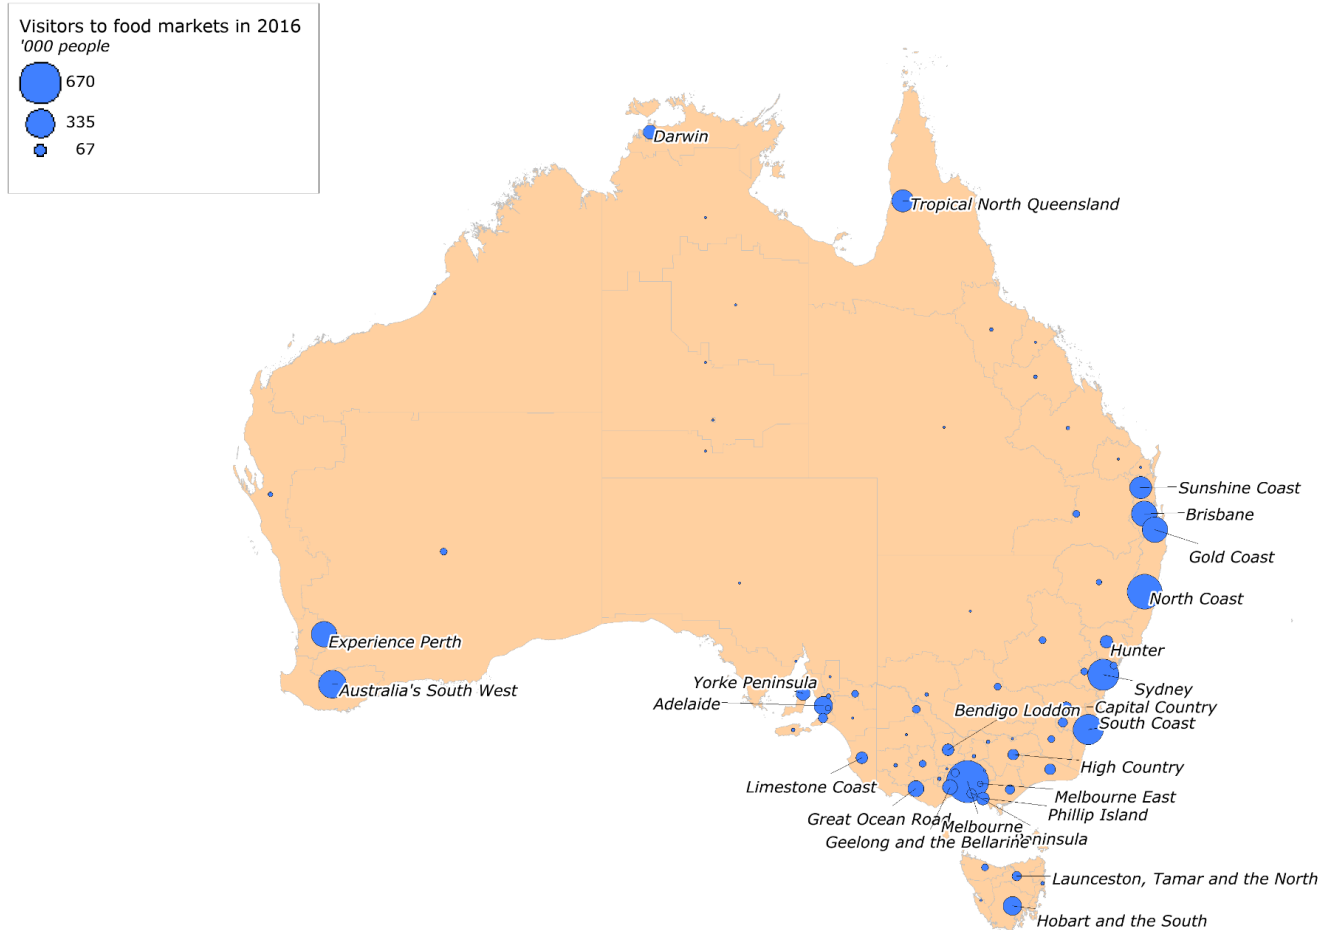 Visitors to food markets in 2016
'000 people
670
335
67
Darwin
Tropical North Queensland
Sunshine Coast
Brisbane
Gold Coast
North Coast
Experience Perth
Hunter
Yorke Peninsula
Australia's South West
Sydney
Adelaide
Capital Country
Bendigo Loddon
South Coast
High Country
Limestone Coast
Melbourne East
Phillip Island
Great Ocean Road
Melbourne
Peninsula
Geelong and the Bellarine
Launceston, Tamar and the North
Hobart and the South